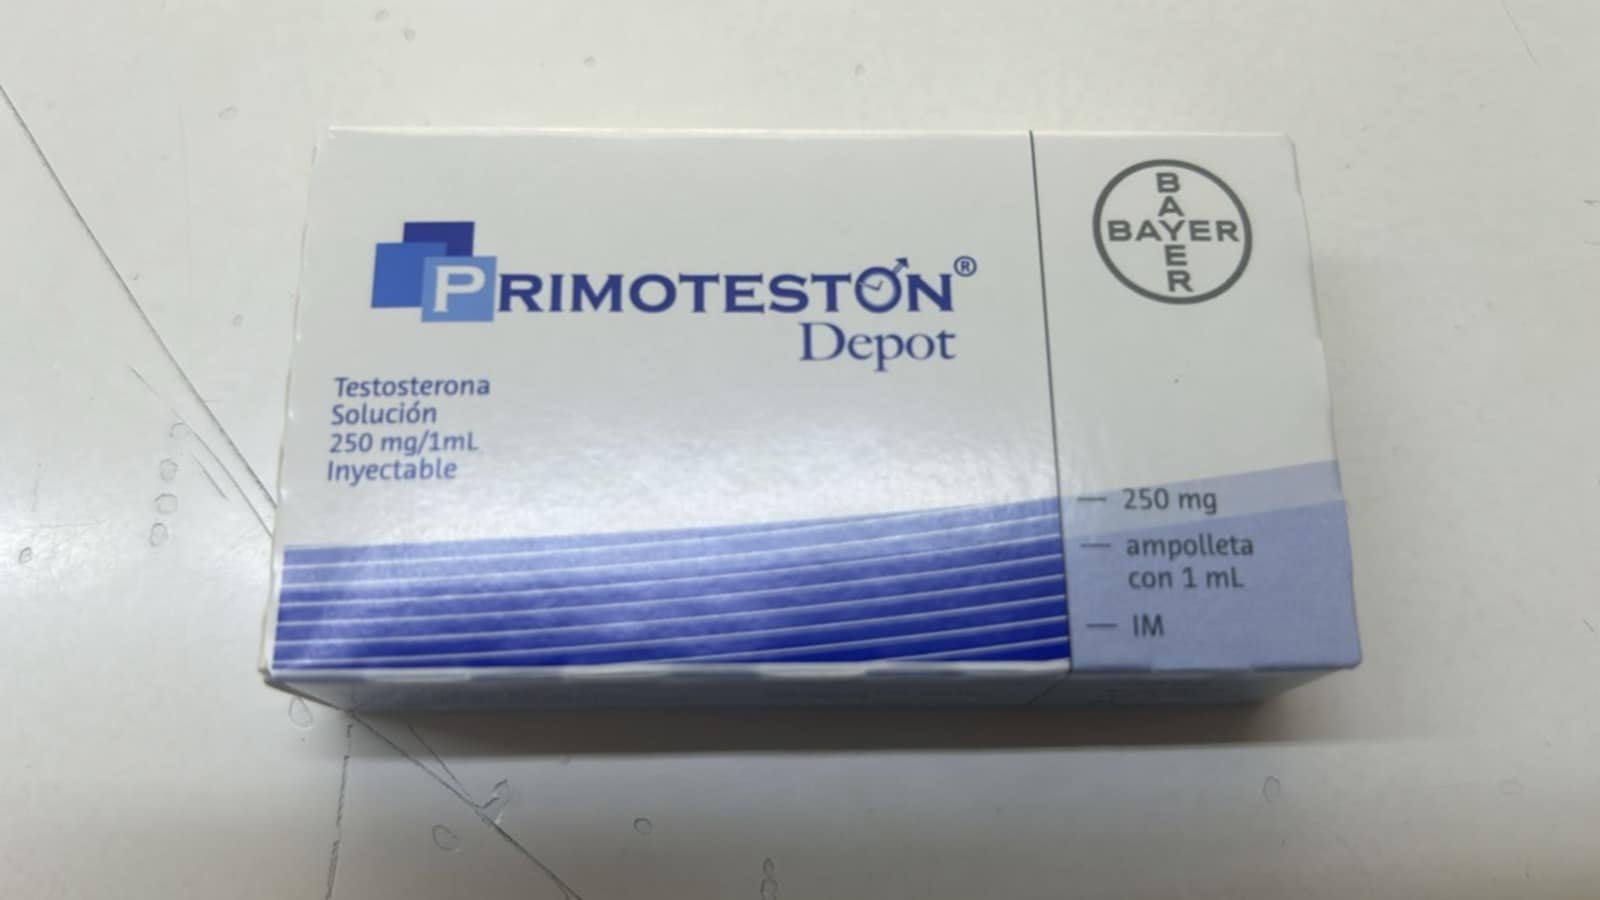 PRIMOTESTON®
Depot
Testosterona
Solución
250 mg/1mL
Inyectable
BAYER
BAYER
250 mg
ampolleta
con 1 mL
IM